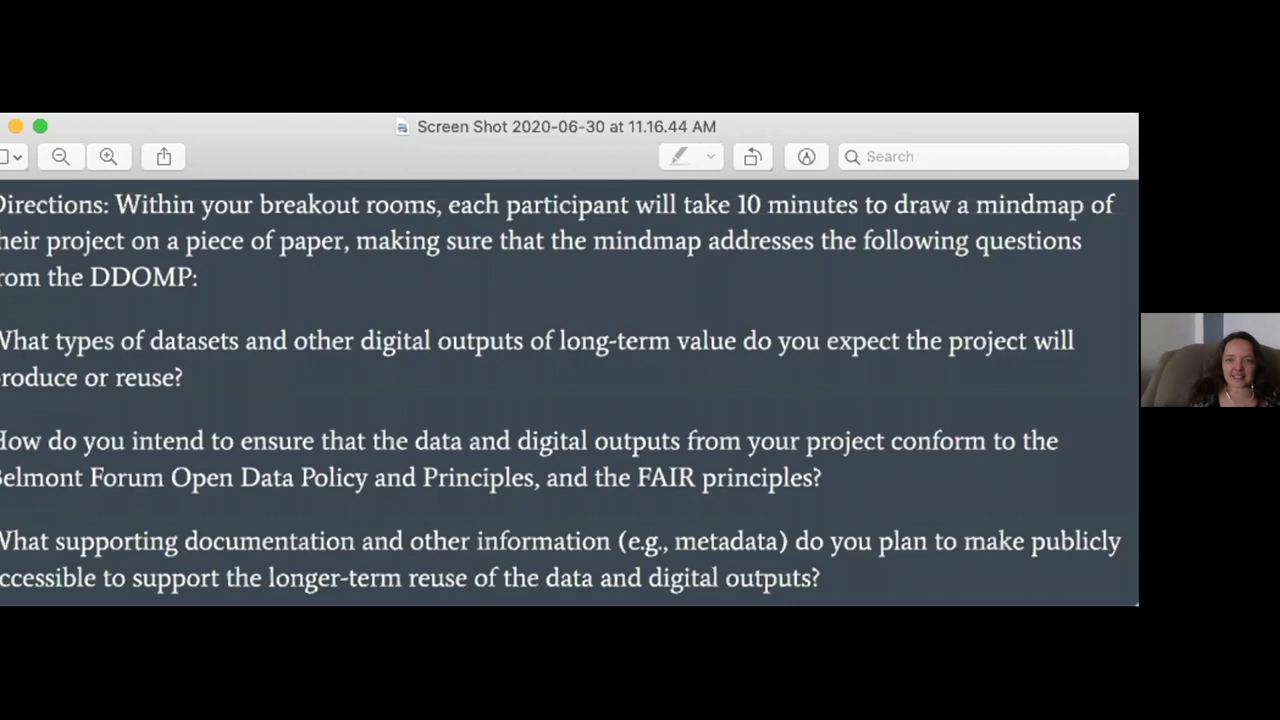 Screen Shot 2020-06-30 at 11.16.44 AM
Search
Directions: Within your breakout rooms, each participant will take 10 minutes to draw a mindmap of
heir project on a piece of paper, making sure that the mindmap addresses the following questions
rom the DDOMP:
What types of datasets and other digital outputs of long-term value do you expect the project will
roduce or reuse?
How do you intend to ensure that the data and digital outputs from your project conform to the
Belmont Forum Open Data Policy and Principles, and the FAIR principles?
What supporting documentation and other information (e.g., metadata) do you plan to make publicly
ccessible to support the longer-term reuse of the data and digital outputs?